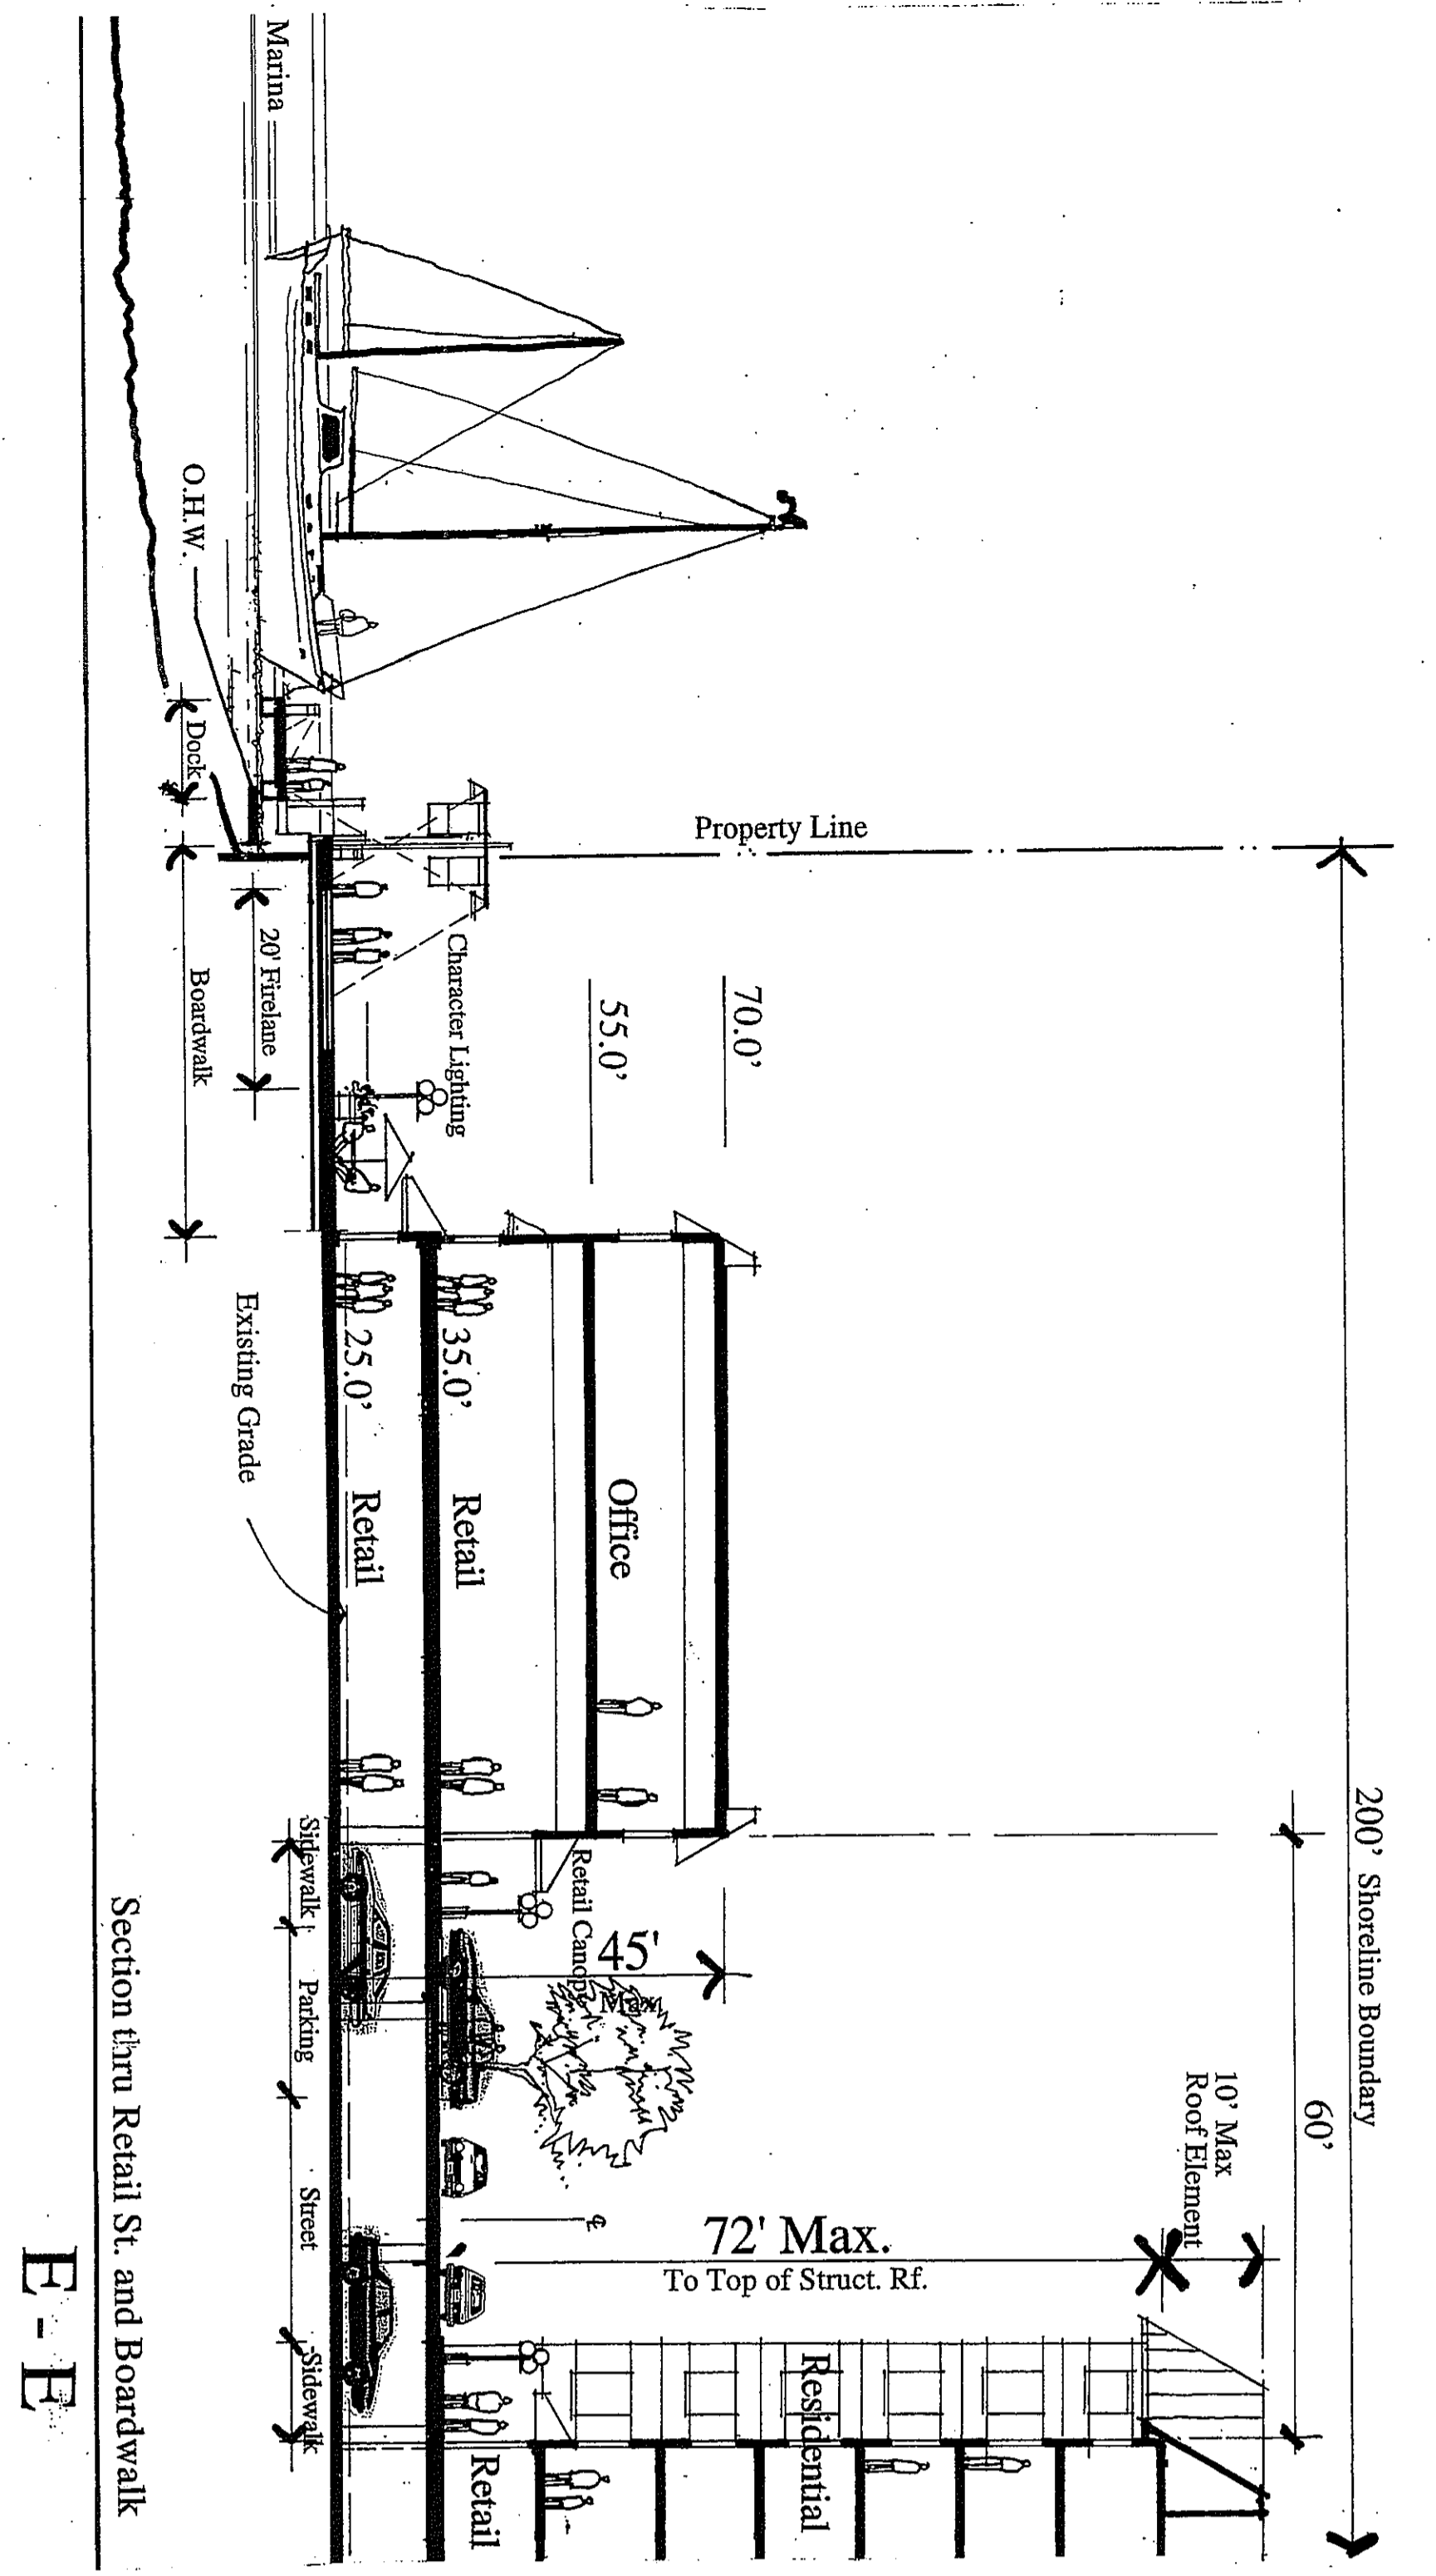 200' Shoreline Boundary
60'
10' Max
Roof Element
Property Line
70.0'
55.0'
72' Max.
To Top of Struct. Rf.
45'
Max
Office
Residential
Retail Canopy
Character Lighting
35.0'
Retail
Retail
25.0'
Retail
Marina
O.H.W.
Dock
20' Firelane
Boardwalk
Existing Grade
Sidewalk
Parking
Street
Sidewalk
Section thru Retail St. and Boardwalk
E - E